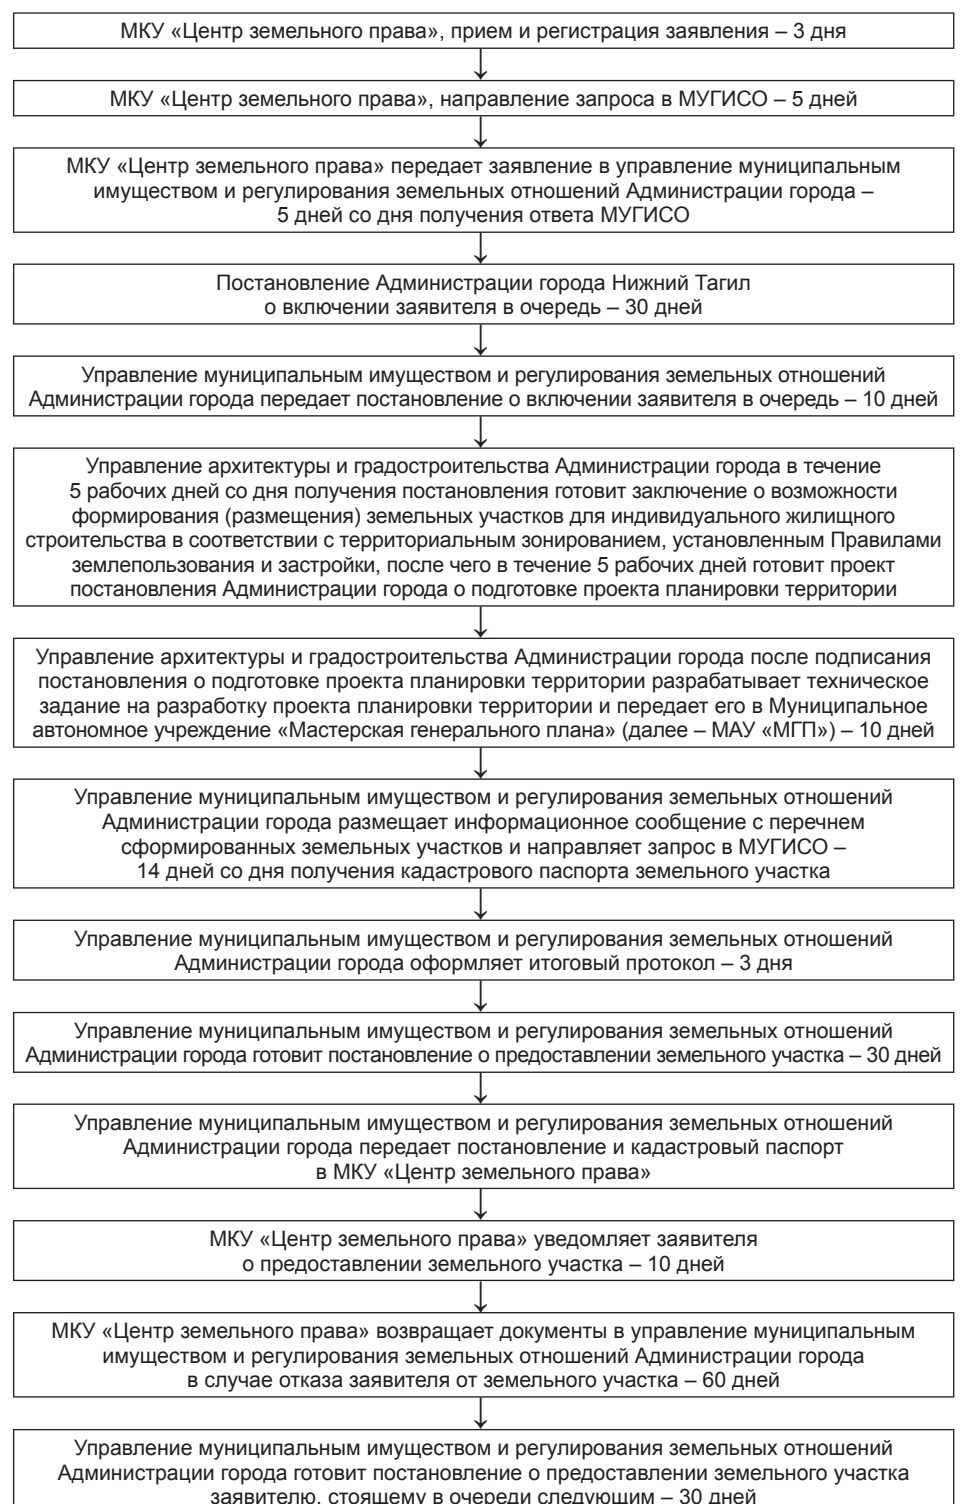 МКУ «Центр земельного права», прием и регистрация заявления – 3 дня
МКУ «Центр земельного права», направление запроса в МУГИСО – 5 дней
МКУ «Центр земельного права» передает заявление в управление муниципальным
имуществом и регулирования земельных отношений Администрации города –
5 дней со дня получения ответа МУГИСО
Постановление Администрации города Нижний Тагил
о включении заявителя в очередь – 30 дней
Управление муниципальным имуществом и регулирования земельных отношений
Администрации города передает постановление о включении заявителя в очередь – 10 дней
Управление архитектуры и градостроительства Администрации города в течение
5 рабочих дней со дня получения постановления готовит заключение о возможности
формирования (размещения) земельных участков для индивидуального жилищного
строительства в соответствии с территориальным зонированием, установленным Правилами
землепользования и застройки, после чего в течение 5 рабочих дней готовит проект
постановления Администрации города о подготовке проекта планировки территории
Управление архитектуры и градостроительства Администрации города после подписания
постановления о подготовке проекта планировки территории разрабатывает техническое
задание на разработку проекта планировки территории и передает его в Муниципальное
автономное учреждение «Мастерская генерального плана» (далее – МАУ «МГП») – 10 дней
Управление муниципальным имуществом и регулирования земельных отношений
Администрации города размещает информационное сообщение с перечнем
сформированных земельных участков и направляет запрос в МУГИСО –
14 дней со дня получения кадастрового паспорта земельного участка
Управление муниципальным имуществом и регулирования земельных отношений
Администрации города оформляет итоговый протокол – 3 дня
Управление муниципальным имуществом и регулирования земельных отношений
Администрации города готовит постановление о предоставлении земельного участка – 30 дней
Управление муниципальным имуществом и регулирования земельных отношений
Администрации города передает постановление и кадастровый паспорт
в МКУ «Центр земельного права»
МКУ «Центр земельного права» уведомляет заявителя
о предоставлении земельного участка – 10 дней
МКУ «Центр земельного права» возвращает документы в управление муниципальным
имуществом и регулирования земельных отношений Администрации города
в случае отказа заявителя от земельного участка – 60 дней
Управление муниципальным имуществом и регулирования земельных отношений
Администрации города готовит постановление о предоставлении земельного участка
заявителю, стоящему в очереди следующим – 30 дней